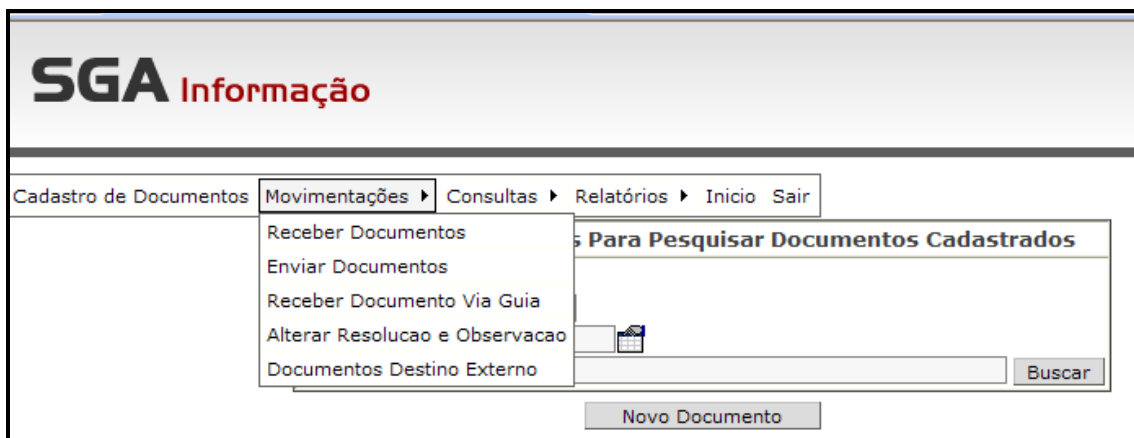 SGA Informação
Cadastro de Documentos Movimentações Consultas Relatórios Inicio Sair
Receber Documentos
s Para Pesquisar Documentos Cadastrados
Enviar Documentos
Receber Documento Via Guia
Alterar Resolucao e Observacao
Documentos Destino Externo
Buscar
Novo Documento